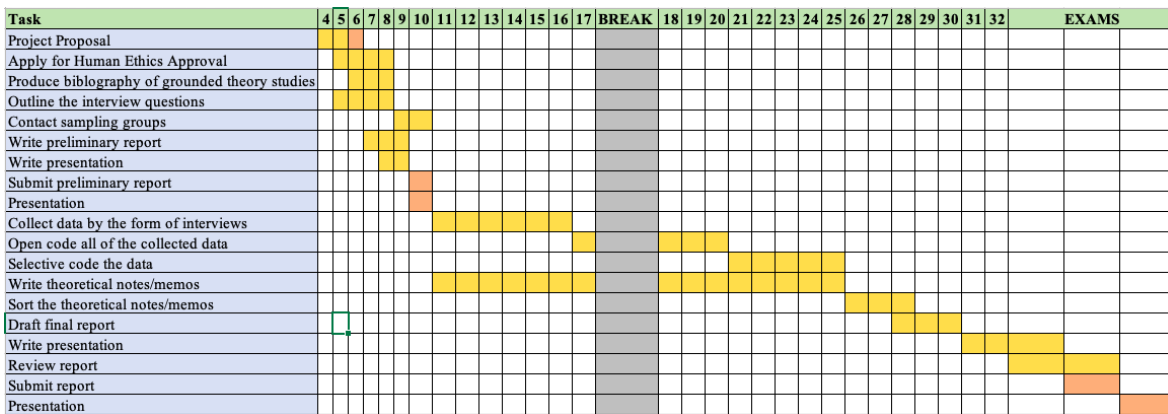 Task 4 5 6 7 8 9 10 11 12 13 14 15 16 17 BREAK 18 19 20 21 22 23 24 25 26 27 28 29 30 31 32 EXAMS
Project Proposal
Apply for Human Ethics Approval
Produce biblography of grounded theory studies
Outline the interview questions
Contact sampling groups
Write preliminary report
Write presentation
Submit preliminary report
Presentation
Collect data by the form of interviews
Open code all of the collected data
Selective code the data
Write theoretical notes/memos
Sort the theoretical notes/memos
Draft final report
Write presentation
Review report
Submit report
Presentation